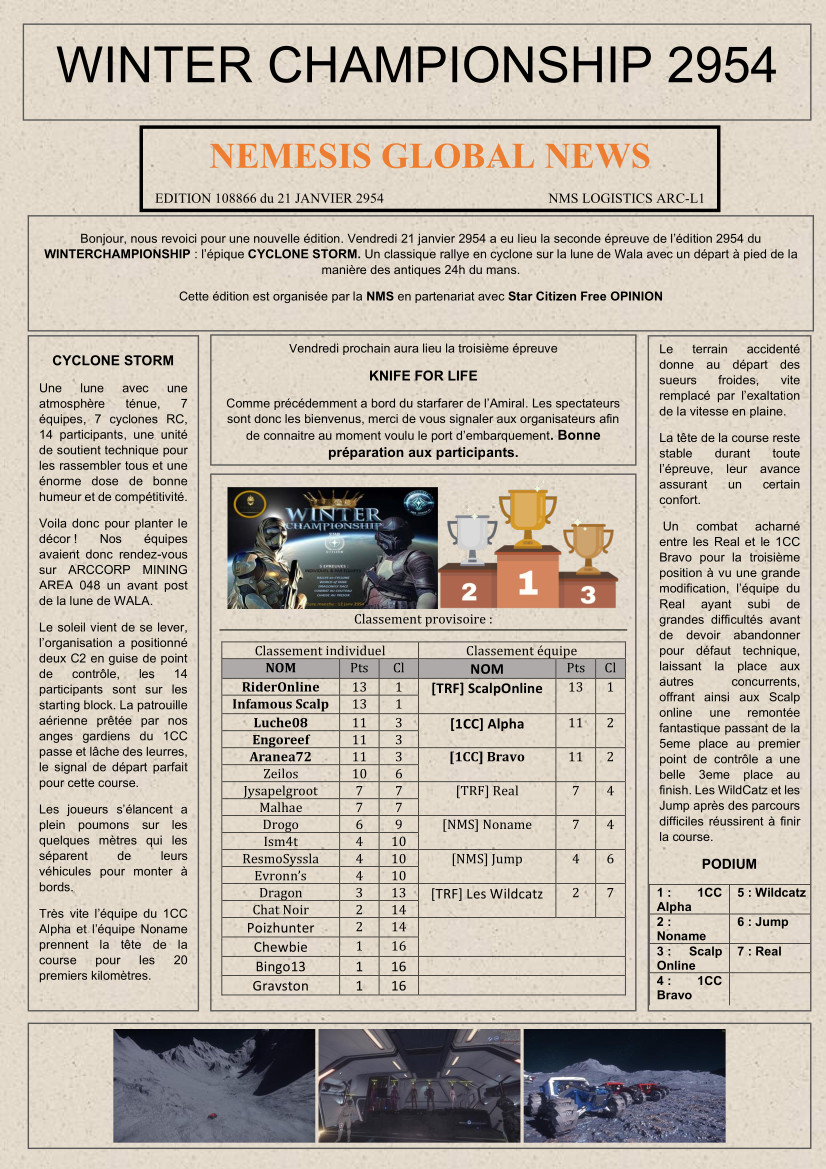 WINTER CHAMPIONSHIP 2954
NEMESIS GLOBAL NEWS
EDITION 108866 du 21 JANVIER 2954 NMS LOGISTICS ARC-L1
Bonjour, nous revoici pour une nouvelle édition. Vendredi 21 janvier 2954 a eu lieu la seconde épreuve de l'édition 2954 du
WINTERCHAMPIONSHIP : l'épique CYCLONE STORM. Un classique rallye en cyclone sur la lune de Wala avec un départ à pied de la
manière des antiques 24h du mans.
Cette édition est organisée par la NMS en partenariat avec Star Citizen Free OPINION
CYCLONE STORM
Une lune avec une
atmosphère ténue, 7
équipes, 7 cyclones RC,
14 participants, une unité
de soutient technique pour
les rassembler tous et une
énorme dose de bonne
humeur et de compétitivité.
Voila donc pour planter le
décor ! Nos équipes
avaient donc rendez-vous
sur ARCCORP MINING
AREA 048 un avant post
de la lune de WALA.
Le soleil vient de se lever,
l'organisation a positionné
deux C2 en guise de point
de contrôle, les 14
participants sont sur les
starting block. La patrouille
aérienne prêtée par nos
anges gardiens du 1CC
passe et lâche des leurres,
le signal de départ parfait
pour cette course.
Les joueurs s'élancent a
plein poumons sur les
quelques mètres qui les
séparent de leurs
véhicules pour monter à
bords.
Très vite l'équipe du 1CC
Alpha et l'équipe Noname
prennent la tête de la
course pour les 20
premiers kilomètres.
Vendredi prochain aura lieu la troisième épreuve
KNIFE FOR LIFE
Comme précédemment a bord du starfarer de l'Amiral. Les spectateurs
sont donc les bienvenus, merci de vous signaler aux organisateurs afin
de connaitre au moment voulu le port d'embarquement. Bonne
préparation aux participants.
WINTER
CHAMPIONSHIP
2 1 3
Classement provisoire :
Classement individuel Classement équipe
NOM Pts Cl NOM Pts Cl
RiderOnline 13 1 [TRF] ScalpOnline 13 1
Infamous Scalp 13 1
Luche08 11 3 [1CC] Alpha 11 2
Engoreef 11 3
Aranea72 11 3 [1CC] Bravo 11 2
Zeilos 10 6
Jysapelgroot 7 7 [TRF] Real 7 4
Malhae 7 7
Drogo 6 9 [NMS] Noname 7 4
Ism4t 4 10
ResmoSyssla 4 10 [NMS] Jump 4 6
Evronn's 4 10
Dragon 3 13 [TRF] Les Wildcatz 2 7
Chat Noir 2 14
Poizhunter 2 14
Chewbie 1 16
Bingo13 1 16
Gravston 1 16
Le terrain accidenté
donne au départ des
sueurs froides, vite
remplacé par l'exaltation
de la vitesse en plaine.
La tête de la course reste
stable durant toute
l'épreuve, leur avance
assurant un certain
confort.
Un combat acharné
entre les Real et le 1CC
Bravo pour la troisième
position à vu une grande
modification, l'équipe du
Real ayant subi de
grandes difficultés avant
de devoir abandonner
pour défaut technique,
laissant la place aux
autres concurrents,
offrant ainsi aux Scalp
online une remontée
fantastique passant de la
5eme place au premier
point de contrôle a une
belle 3eme place au
finish. Les WildCatz et les
Jump après des parcours
difficiles réussirent à finir
la course.
PODIUM
1 : 1CC Alpha 5 : Wildcatz
2 : Noname 6 : Jump
3 : Scalp Online 7 : Real
4 : 1CC Bravo